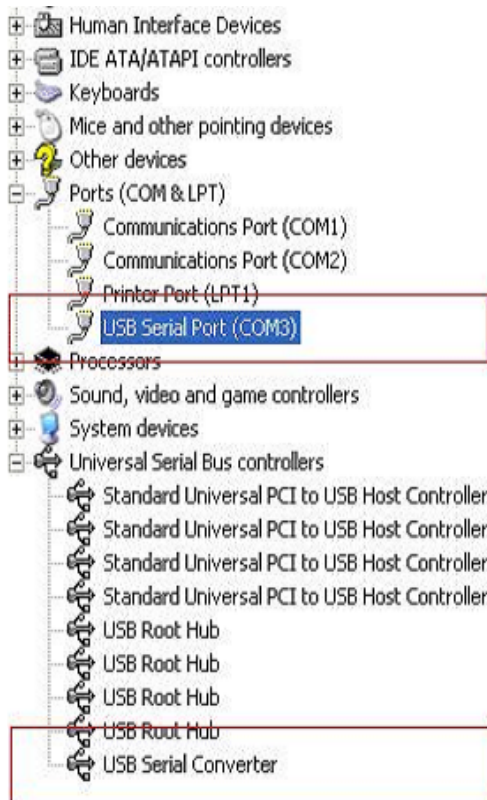 Human Interface Devices
IDE ATA/ATAPI controllers
Keyboards
Mice and other pointing devices
Other devices
Ports (COM & LPT)
Communications Port (COM1)
Communications Port (COM2)
Printer Port (LPT1)
USB Serial Port (COM3)
Processors
Sound, video and game controllers
System devices
Universal Serial Bus controllers
Standard Universal PCI to USB Host Controller
Standard Universal PCI to USB Host Controller
Standard Universal PCI to USB Host Controller
Standard Universal PCI to USB Host Controller
USB Root Hub
USB Root Hub
USB Root Hub
USB Root Hub
USB Serial Converter